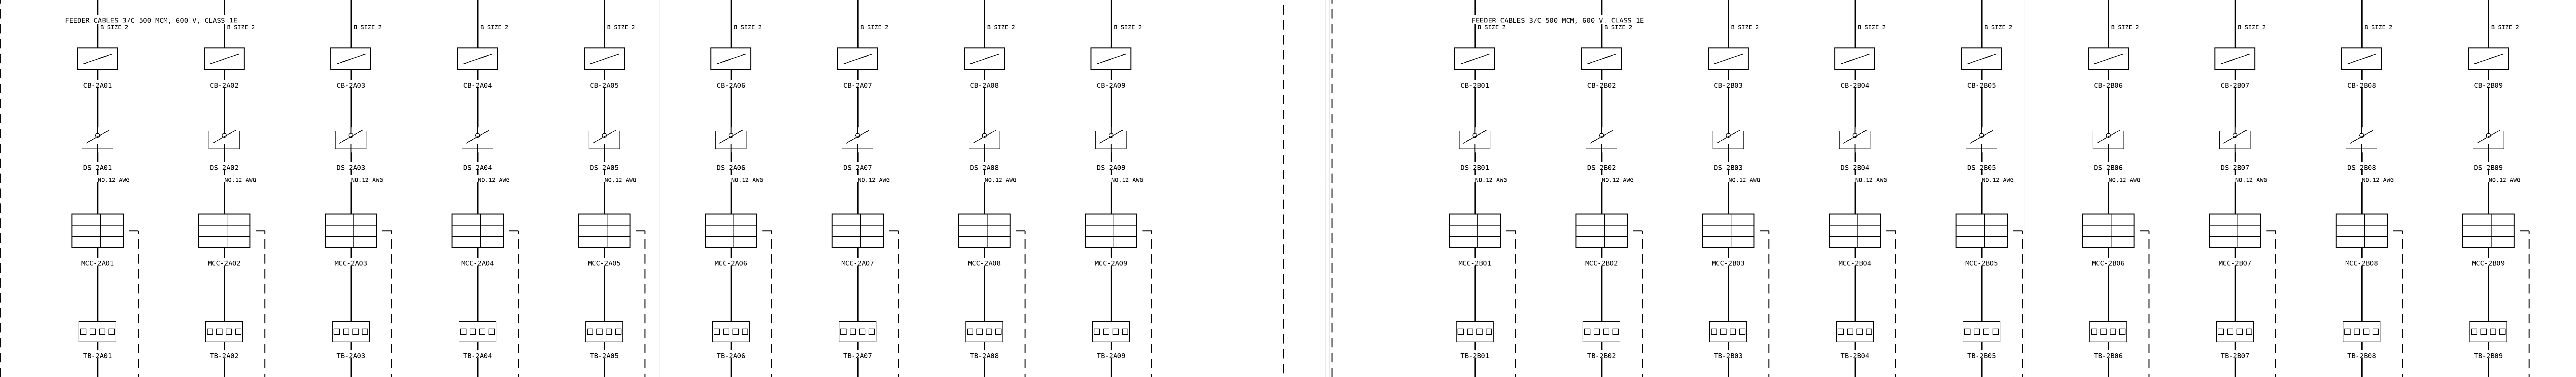 FEEDER CABLES 3/C 500 MCM, 600 V, CLASS 1E FEEDER CABLES 3/C 500 MCM, 600 V, CLASS 1E
B SIZE 2 B SIZE 2 B SIZE 2 B SIZE 2 B SIZE 2 B SIZE 2 B SIZE 2 B SIZE 2 B SIZE 2 B SIZE 2 B SIZE 2 B SIZE 2 B SIZE 2 B SIZE 2 B SIZE 2 B SIZE 2 B SIZE 2 B SIZE 2
CB-2A01 CB-2A02 CB-2A03 CB-2A04 CB-2A05 CB-2A06 CB-2A07 CB-2A08 CB-2A09 CB-2B01 CB-2B02 CB-2B03 CB-2B04 CB-2B05 CB-2B06 CB-2B07 CB-2B08 CB-2B09
DS-2A01 DS-2A02 DS-2A03 DS-2A04 DS-2A05 DS-2A06 DS-2A07 DS-2A08 DS-2A09 DS-2B01 DS-2B02 DS-2B03 DS-2B04 DS-2B05 DS-2B06 DS-2B07 DS-2B08 DS-2B09
NO.12 AWG NO.12 AWG NO.12 AWG NO.12 AWG NO.12 AWG NO.12 AWG NO.12 AWG NO.12 AWG NO.12 AWG NO.12 AWG NO.12 AWG NO.12 AWG NO.12 AWG NO.12 AWG NO.12 AWG NO.12 AWG NO.12 AWG NO.12 AWG
MCC-2A01 MCC-2A02 MCC-2A03 MCC-2A04 MCC-2A05 MCC-2A06 MCC-2A07 MCC-2A08 MCC-2A09 MCC-2B01 MCC-2B02 MCC-2B03 MCC-2B04 MCC-2B05 MCC-2B06 MCC-2B07 MCC-2B08 MCC-2B09
TB-2A01 TB-2A02 TB-2A03 TB-2A04 TB-2A05 TB-2A06 TB-2A07 TB-2A08 TB-2A09 TB-2B01 TB-2B02 TB-2B03 TB-2B04 TB-2B05 TB-2B06 TB-2B07 TB-2B08 TB-2B09